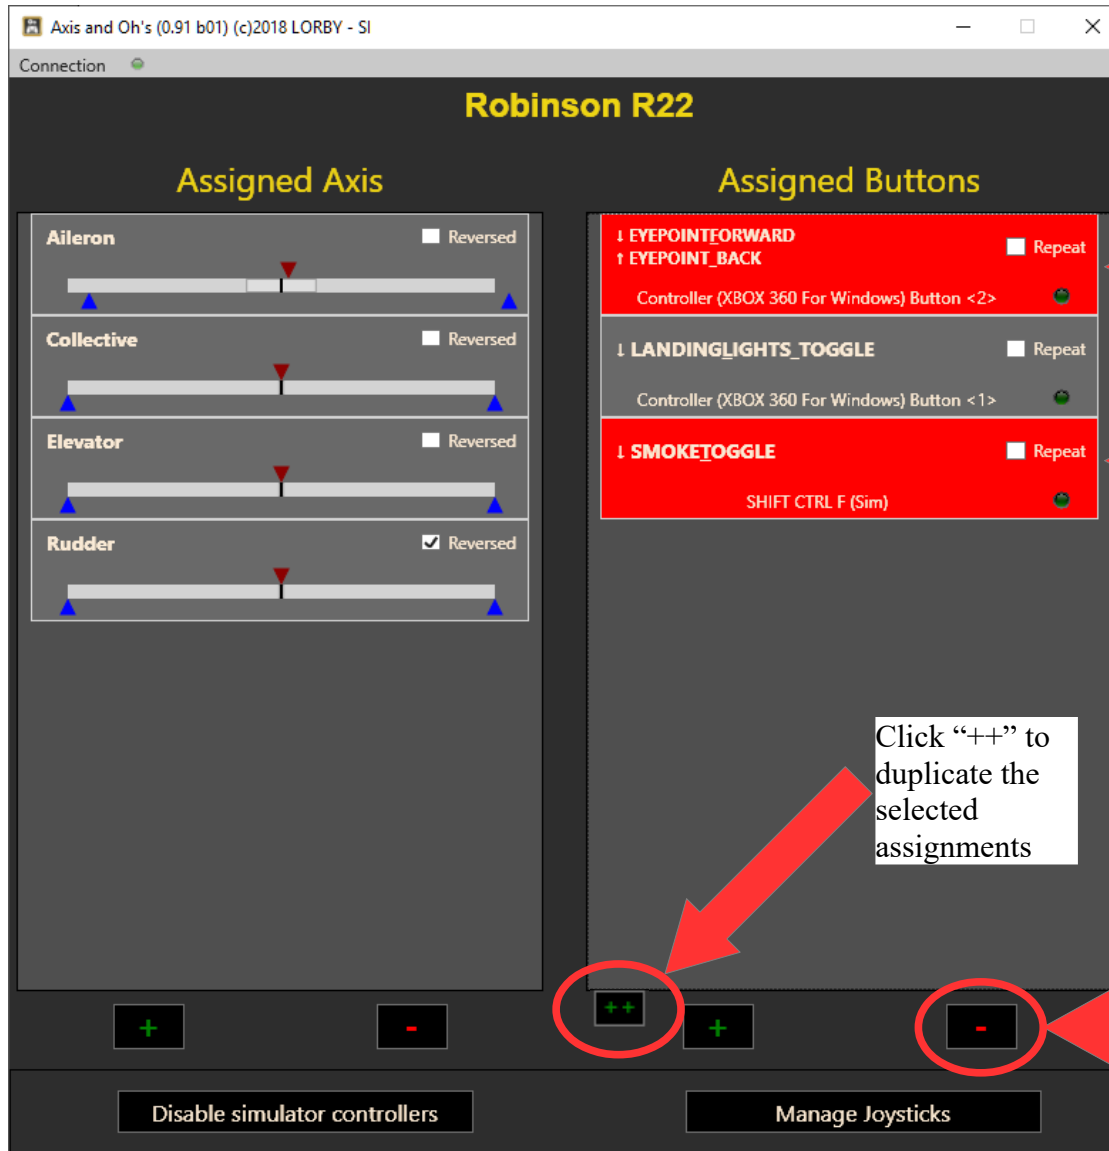 Axis and Oh's (0.91 b01) (c)2018 LORBY - SI
Connection
Robinson R22
Assigned Axis
Aileron
Reversed
Collective
Reversed
Elevator
Reversed
Rudder
Reversed
Assigned Buttons
↓ EYEPOINTFORWARD
↑ EYEPOINT_BACK
Repeat
Controller (XBOX 360 For Windows) Button <2>
↓ LANDINGLIGHTS_TOGGLE
Repeat
Controller (XBOX 360 For Windows) Button <1>
↓ SMOKETOGGLE
Repeat
SHIFT CTRL F (Sim)
Click “++” to
duplicate the
selected
assignments
+
-
++
+
-
Disable simulator controllers
Manage Joysticks